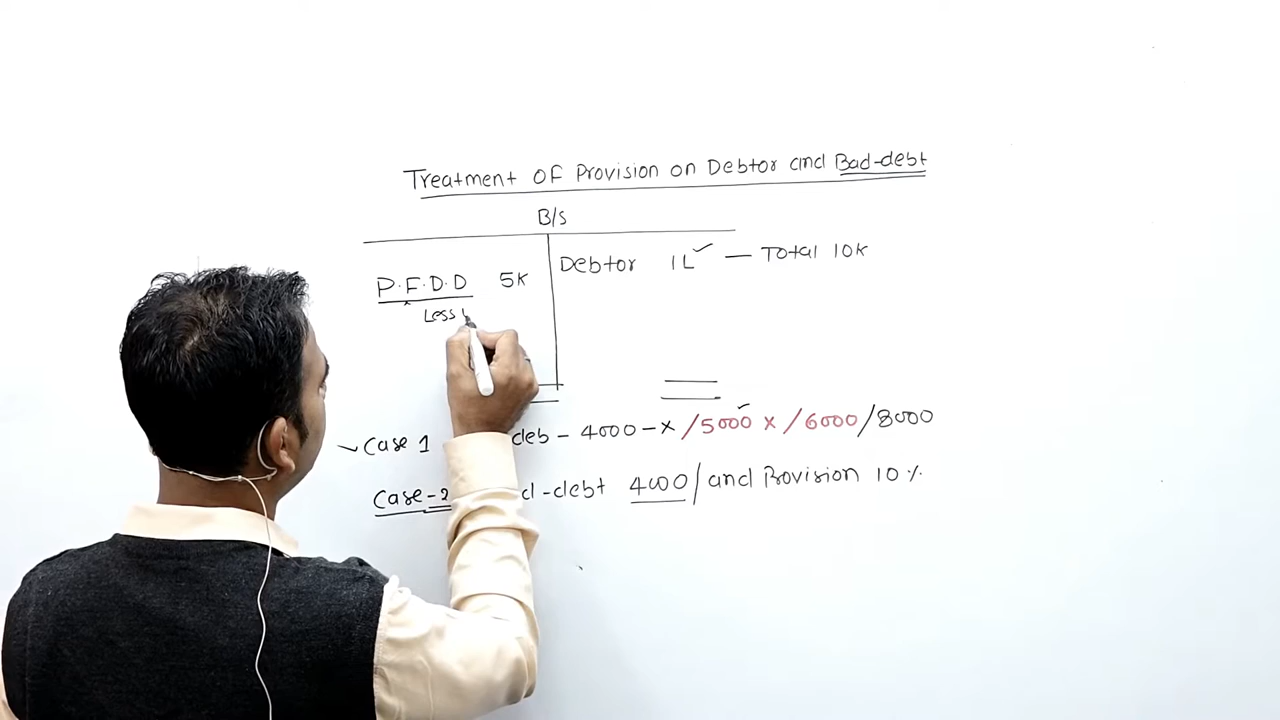 Treatment OF Provision on Debtor and Bad-debt
B/S
P.F.D.D 5K
Less
Debtor 1L ✓ — Total 10K
Case 1 deb - 4000 - x /5000 x /6000/8000
Case-2 d-debt 4000/and Provision 10%